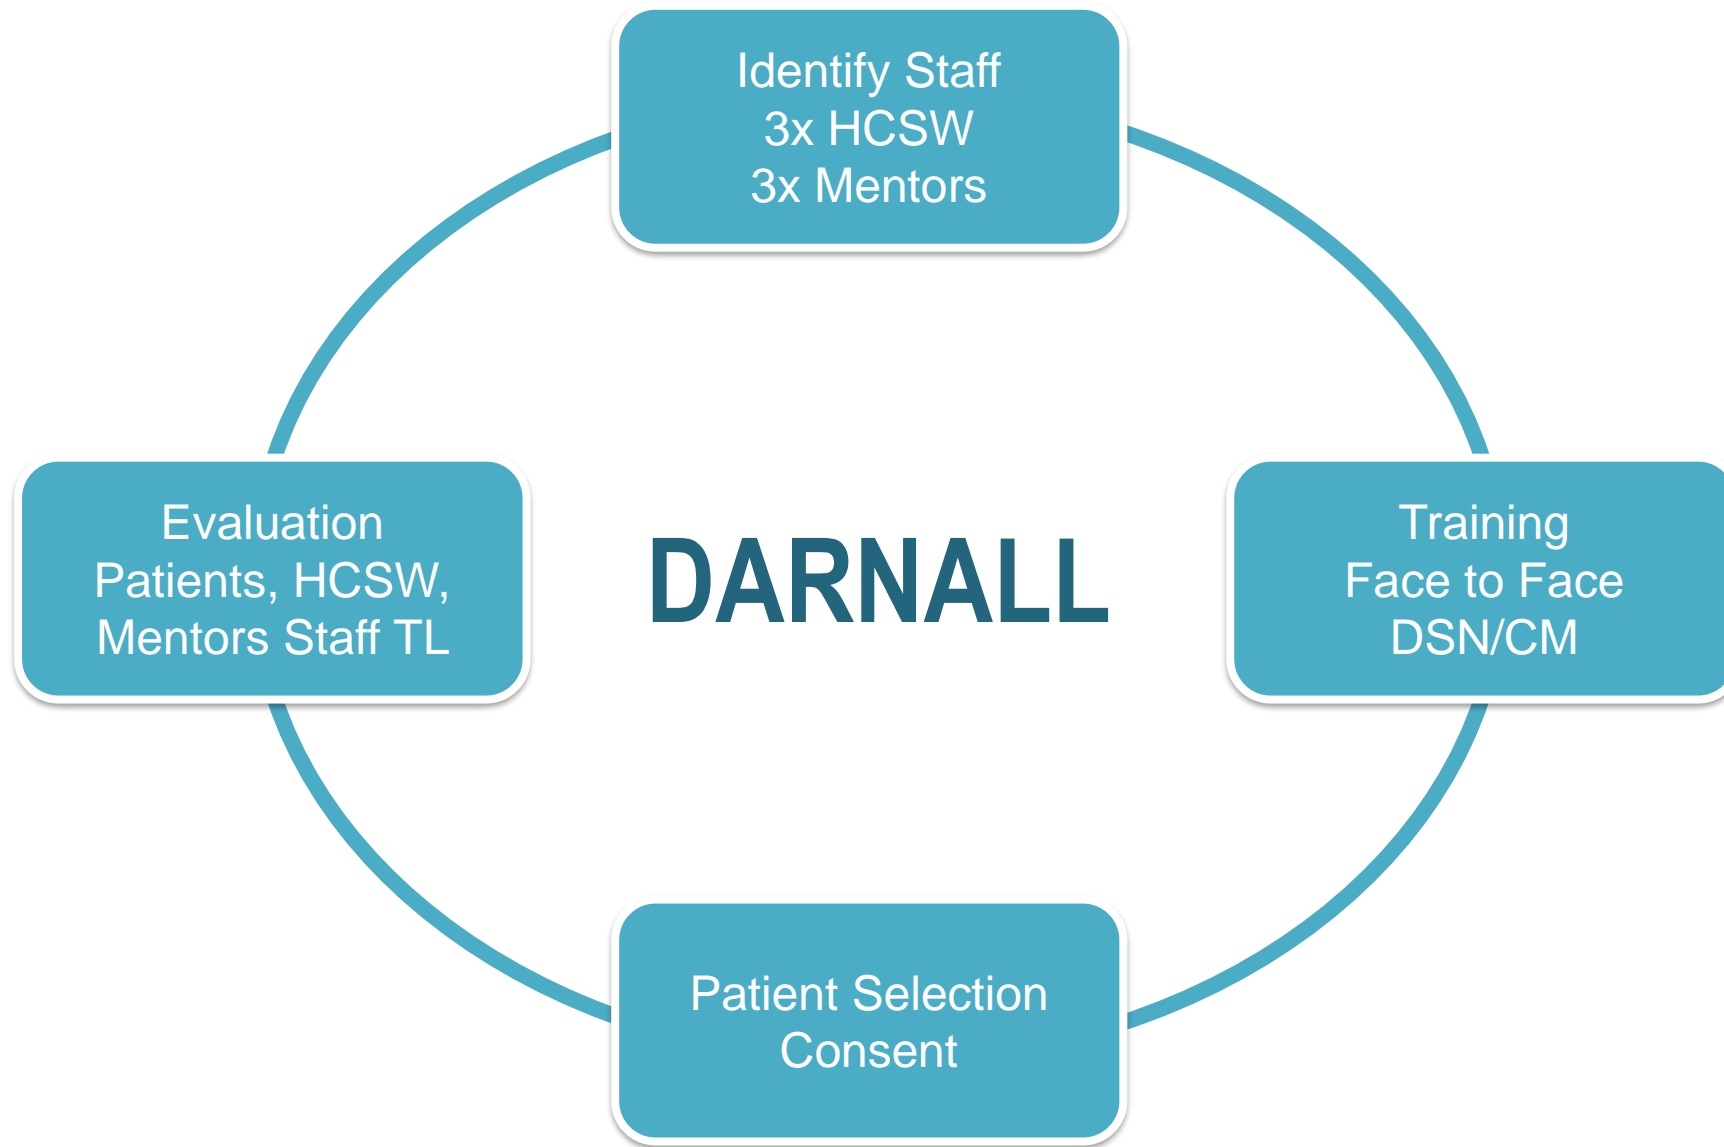 Identify Staff
3x HCSW
3x Mentors
Evaluation
Patients, HCSW,
Mentors Staff TL
DARNALL
Training
Face to Face
DSN/CM
Patient Selection
Consent